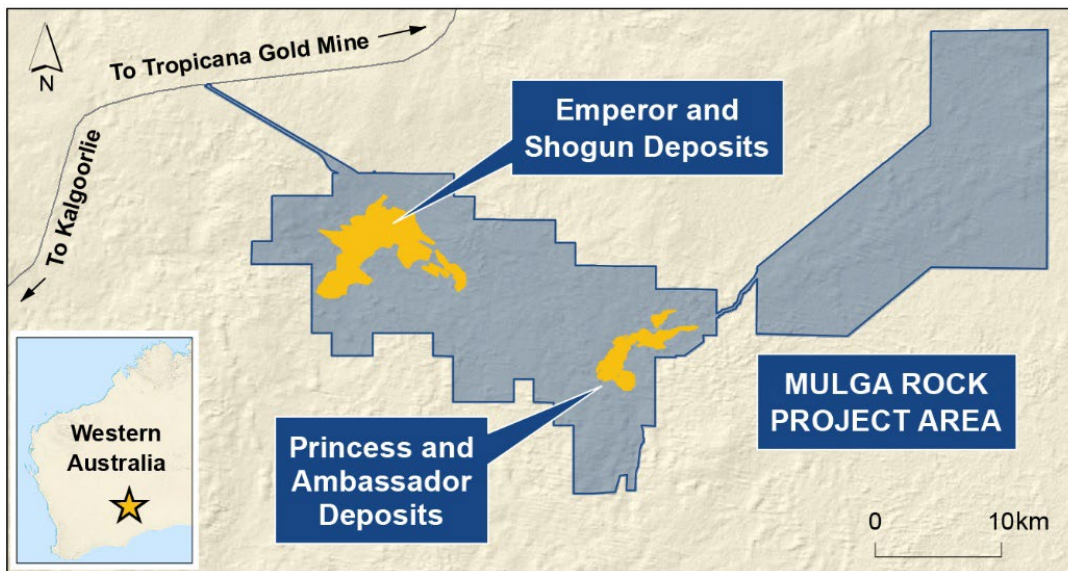 To Tropicana Gold Mine
N
To Kalgoorlie
Emperor and
Shogun Deposits
Princess and
Ambassador
Deposits
MULGA ROCK
PROJECT AREA
Western
Australia
0 10km